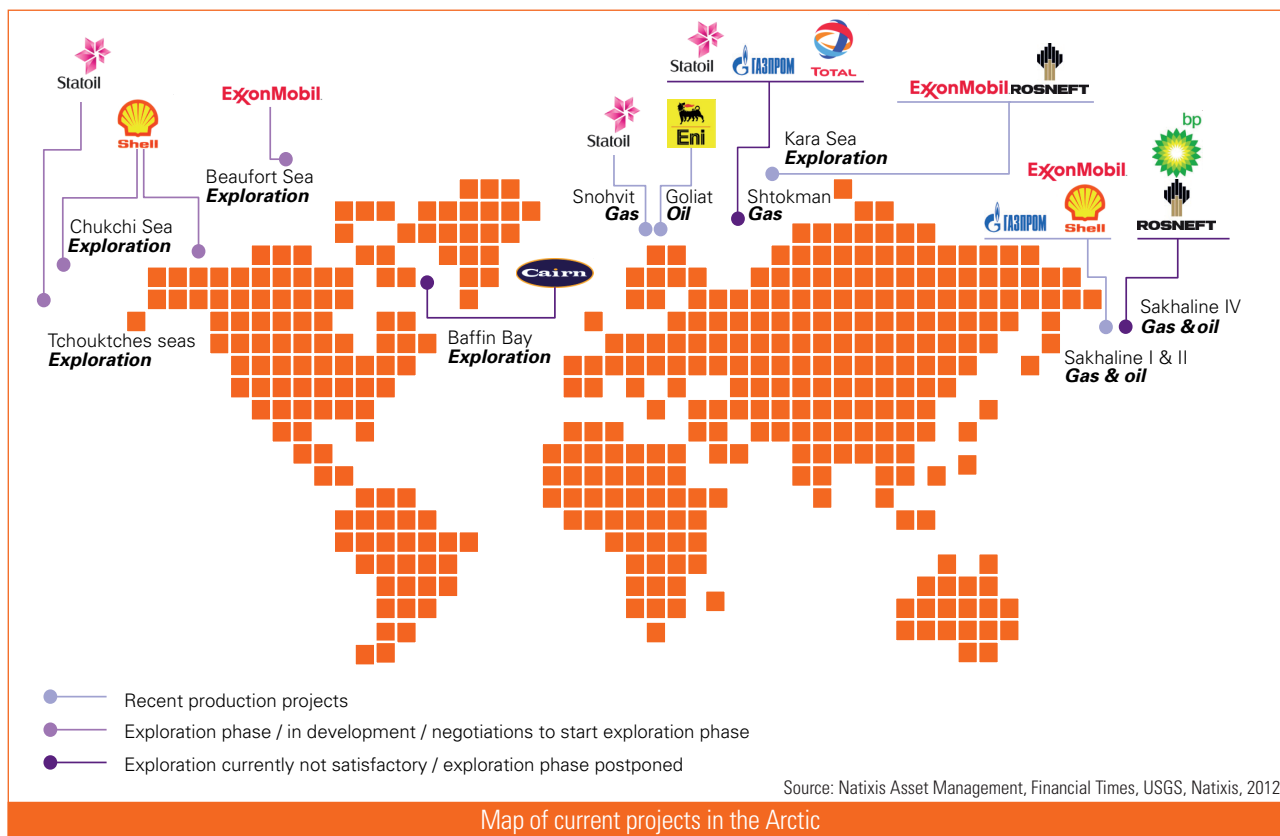 Statoil
Shell
ExxonMobil
Beaufort Sea
Exploration
Chukchi Sea
Exploration
Tchouktches seas
Exploration
Cairn
Baffin Bay
Exploration
Statoil
Snohvit
Gas
Eni
Goliat
Oil
Statoil
ГАЗПРОМ
TOTAL
Shtokman
Gas
Kara Sea
Exploration
ExxonMobil
ROSNEFT
ExxonMobil
ГАЗПРОМ
Shell
bp
ROSNEFT
Sakhaline IV
Gas & oil
Sakhaline I & II
Gas & oil
Recent production projects
Exploration phase / in development / negotiations to start exploration phase
Exploration currently not satisfactory / exploration phase postponed
Source: Natixis Asset Management, Financial Times, USGS, Natixis, 2012
Map of current projects in the Arctic